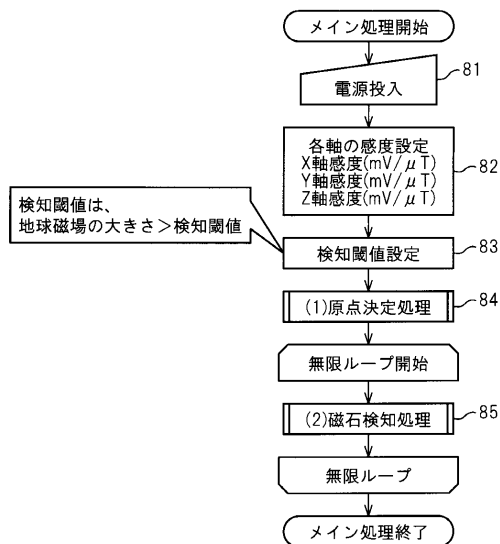 メイン処理開始
電源投入
81
各軸の感度設定
X軸感度(mV/μT)
Y軸感度(mV/μT)
Z軸感度(mV/μT)
82
検知閾値は、
地球磁場の大きさ>検知閾値
検知閾値設定
83
(1)原点決定処理
84
無限ループ開始
(2)磁石検知処理
85
無限ループ
メイン処理終了